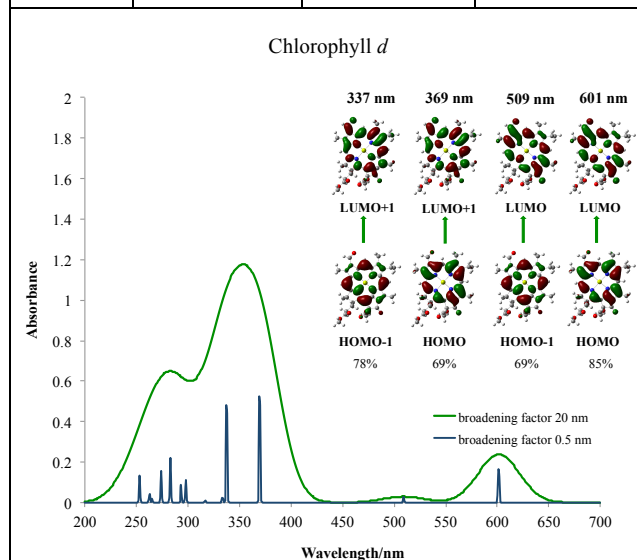 Chlorophyll d
337 nm 369 nm 509 nm 601 nm
LUMO+1 LUMO+1 LUMO LUMO
HOMO-1 HOMO HOMO-1 HOMO
78% 69% 69% 85%
broadening factor 20 nm
broadening factor 0.5 nm
Absorbance
2
1.8
1.6
1.4
1.2
1
0.8
0.6
0.4
0.2
0
200 250 300 350 400 450 500 550 600 650 700
Wavelength/nm